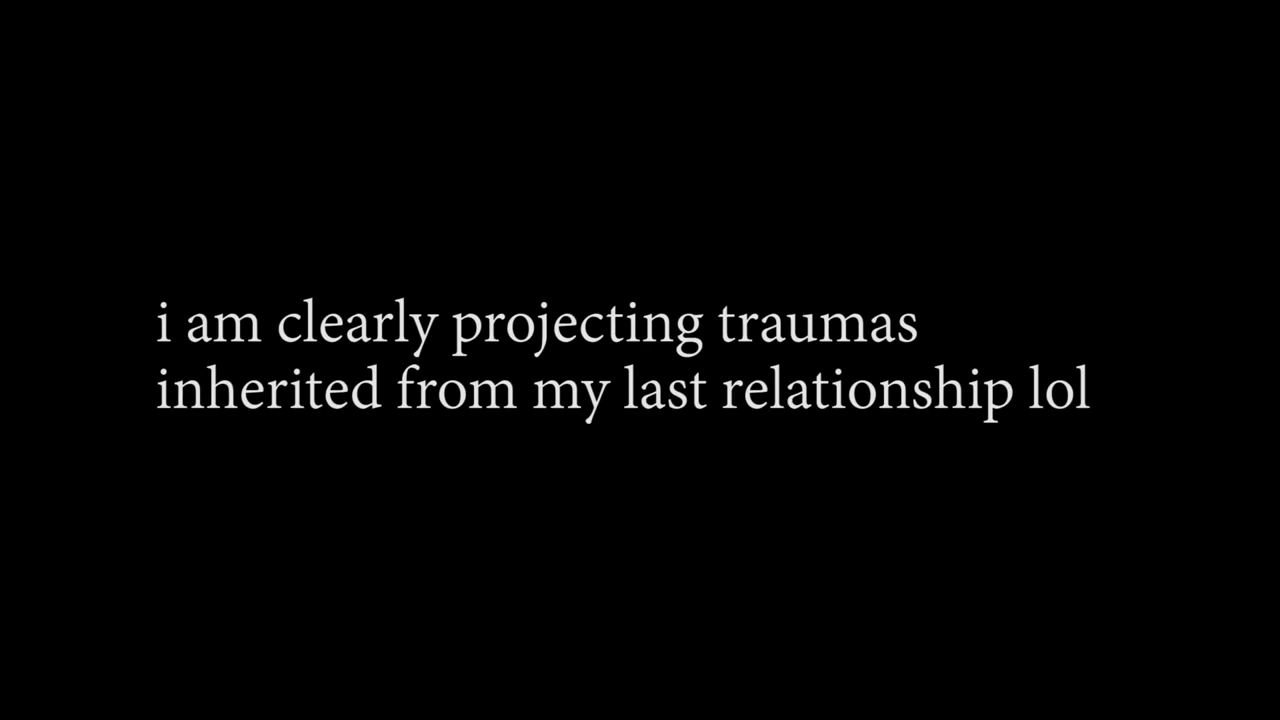 i am clearly projecting traumas
inherited from my last relationship lol